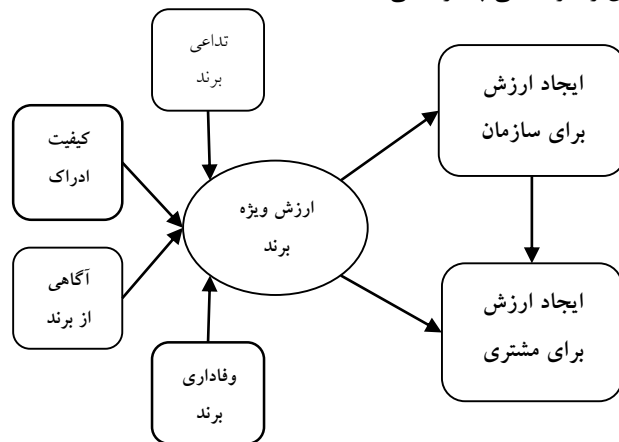 تداعی
برند
ایجاد ارزش
برای سازمان
کیفیت
ادراک
ارزش ویژه
برند
آگاهی
از برند
ایجاد ارزش
برای مشتری
وفاداری
برند